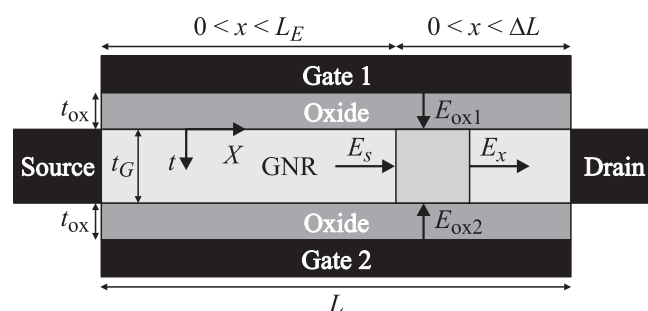 0 < x < L_E 0 < x < ΔL
Gate 1
t_ox Oxide E_ox1
Source t_G t X GNR E_s E_x Drain
t_ox Oxide E_ox2
Gate 2
L